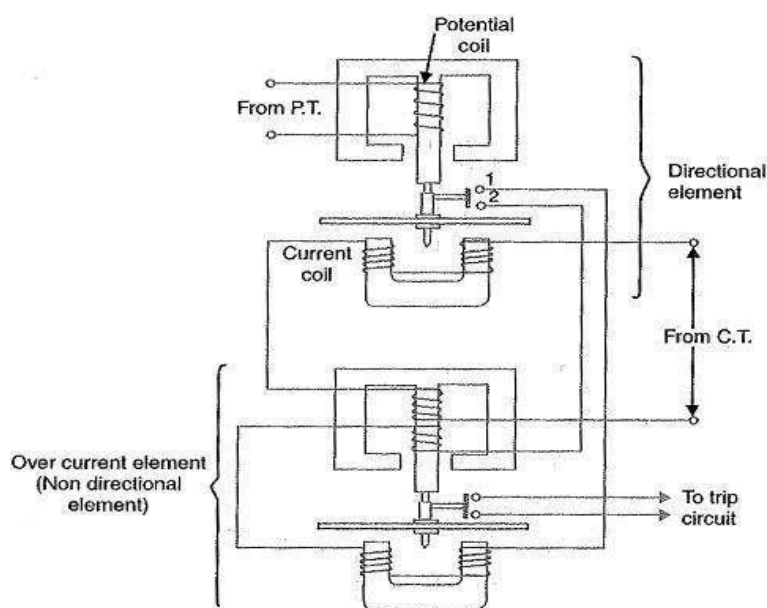 Potential
coil
From P.T.
1
2
Directional
element
Current
coil
From C.T.
Over current element
(Non directional
element)
To trip
circuit